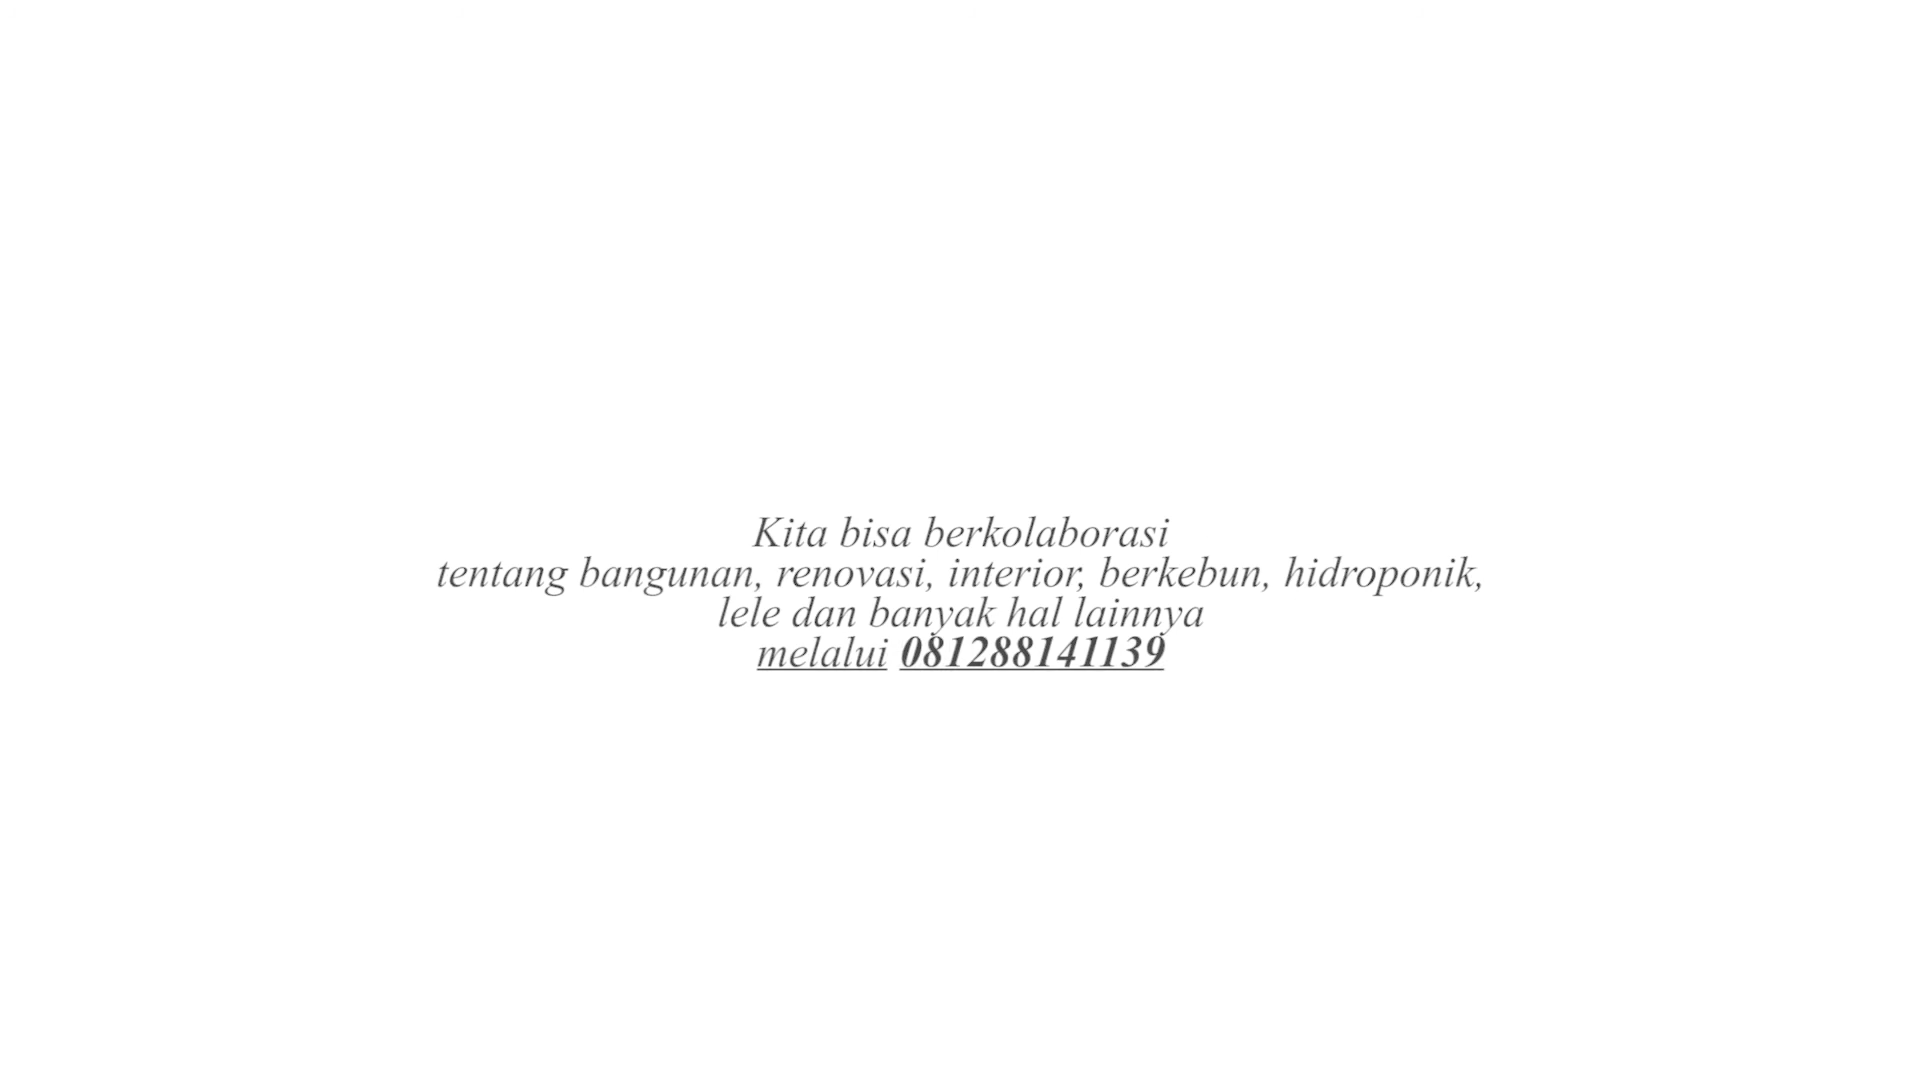 Kita bisa berkolaborasi
tentang bangunan, renovasi, interior, berkebun, hidroponik,
lele dan banyak hal lainnya
melalui 081288141139